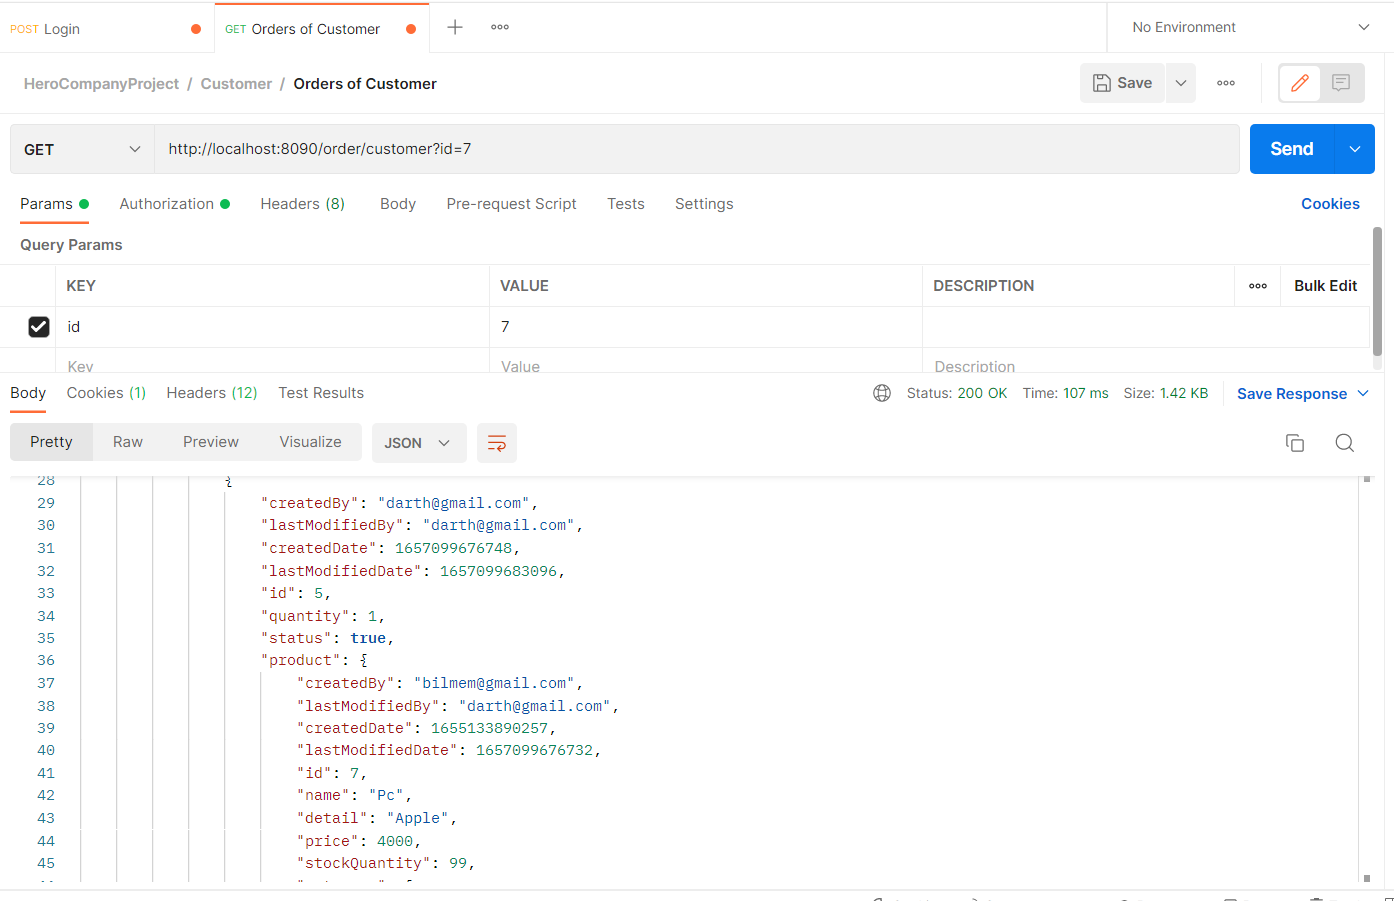 POST Login
GET Orders of Customer
No Environment
HeroCompanyProject / Customer / Orders of Customer
Save
GET
http://localhost:8090/order/customer?id=7
Send
Params Authorization Headers (8) Body Pre-request Script Tests Settings Cookies
Query Params
KEY VALUE DESCRIPTION Bulk Edit
id 7
Key Value Description
Body Cookies (1) Headers (12) Test Results Status: 200 OK Time: 107 ms Size: 1.42 KB Save Response
Pretty Raw Preview Visualize JSON
28 {
29 "createdBy": "darth@gmail.com",
30 "lastModifiedBy": "darth@gmail.com",
31 "createdDate": 1657099676748,
32 "lastModifiedDate": 1657099683096,
33 "id": 5,
34 "quantity": 1,
35 "status": true,
36 "product": {
37 "createdBy": "bilmem@gmail.com",
38 "lastModifiedBy": "darth@gmail.com",
39 "createdDate": 1655133890257,
40 "lastModifiedDate": 1657099676732,
41 "id": 7,
42 "name": "Pc",
43 "detail": "Apple",
44 "price": 4000,
45 "stockQuantity": 99,